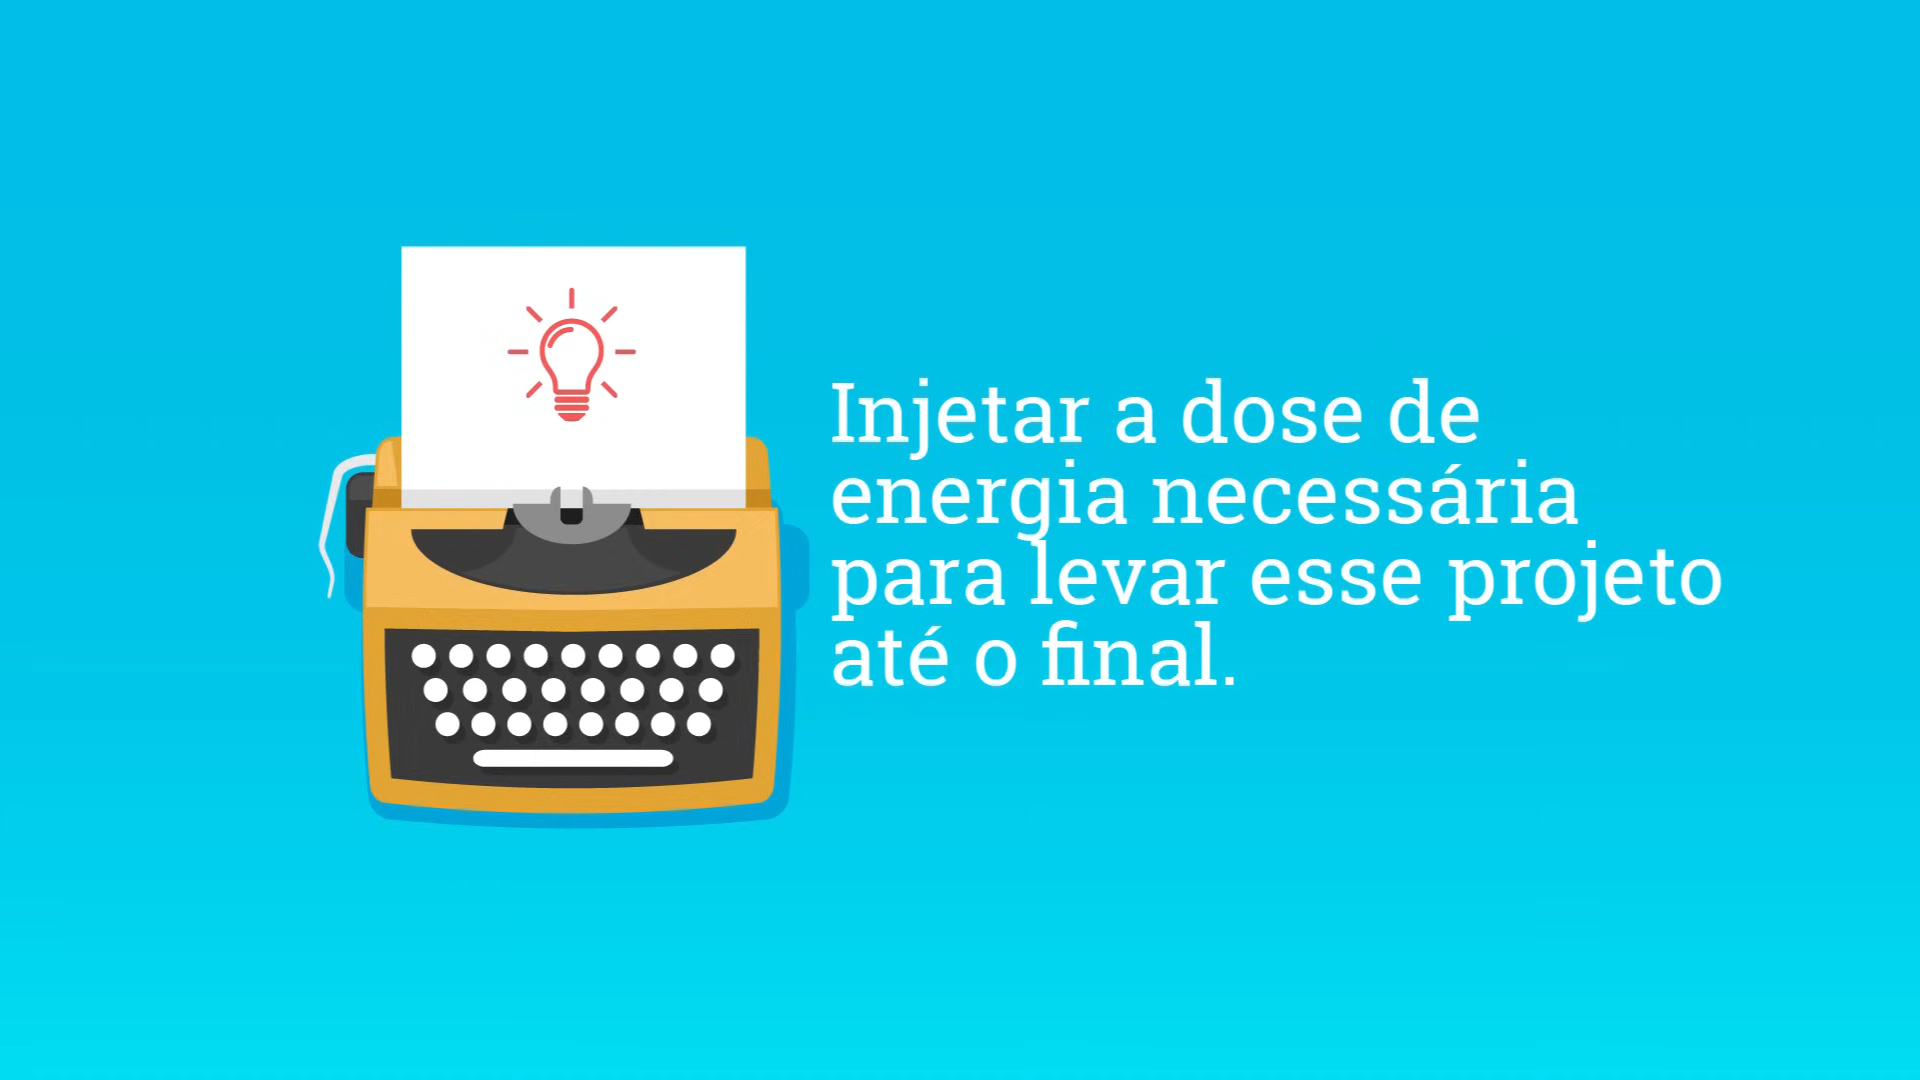 Injetar a dose de
energia necessária
para levar esse projeto
até o final.